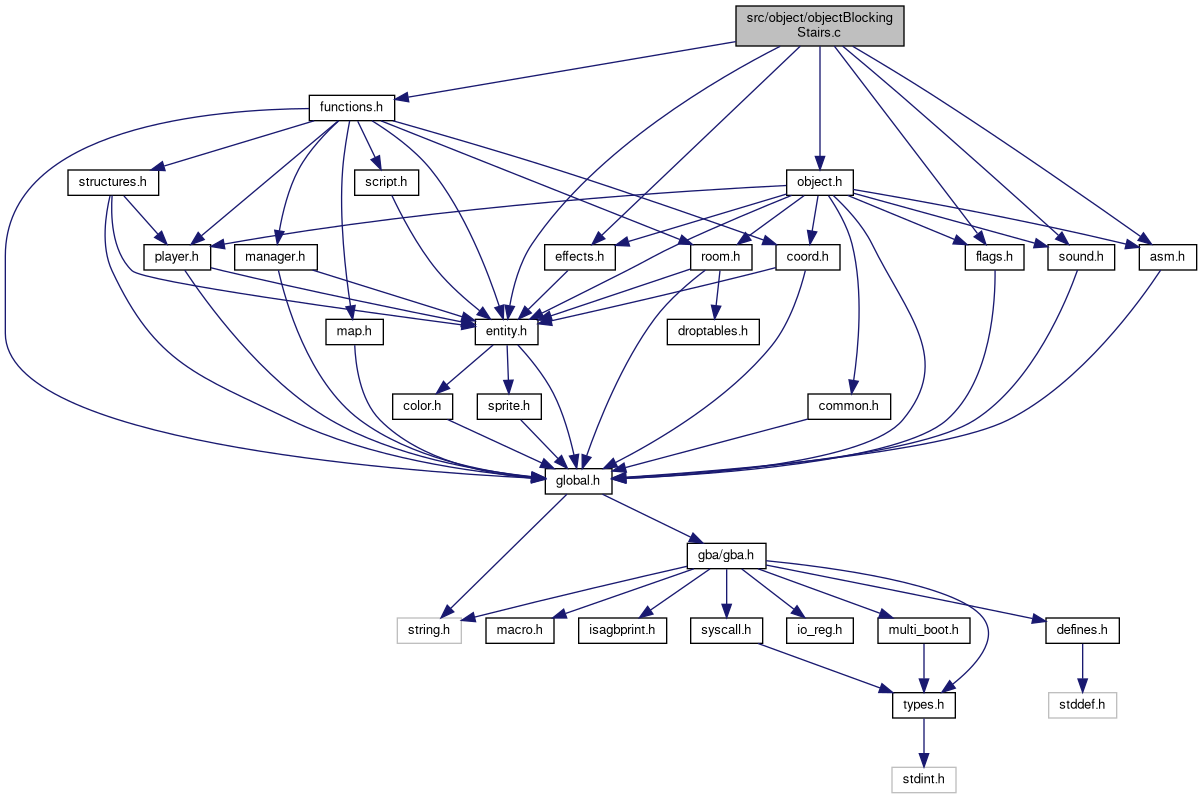 src/object/objectBlocking
Stairs.c
functions.h
structures.h
script.h
object.h
player.h
manager.h
effects.h
room.h
coord.h
flags.h
sound.h
asm.h
map.h
entity.h
droptables.h
color.h
sprite.h
common.h
global.h
gba/gba.h
string.h
macro.h
isagbprint.h
syscall.h
io_reg.h
multi_boot.h
defines.h
types.h
stddef.h
stdint.h